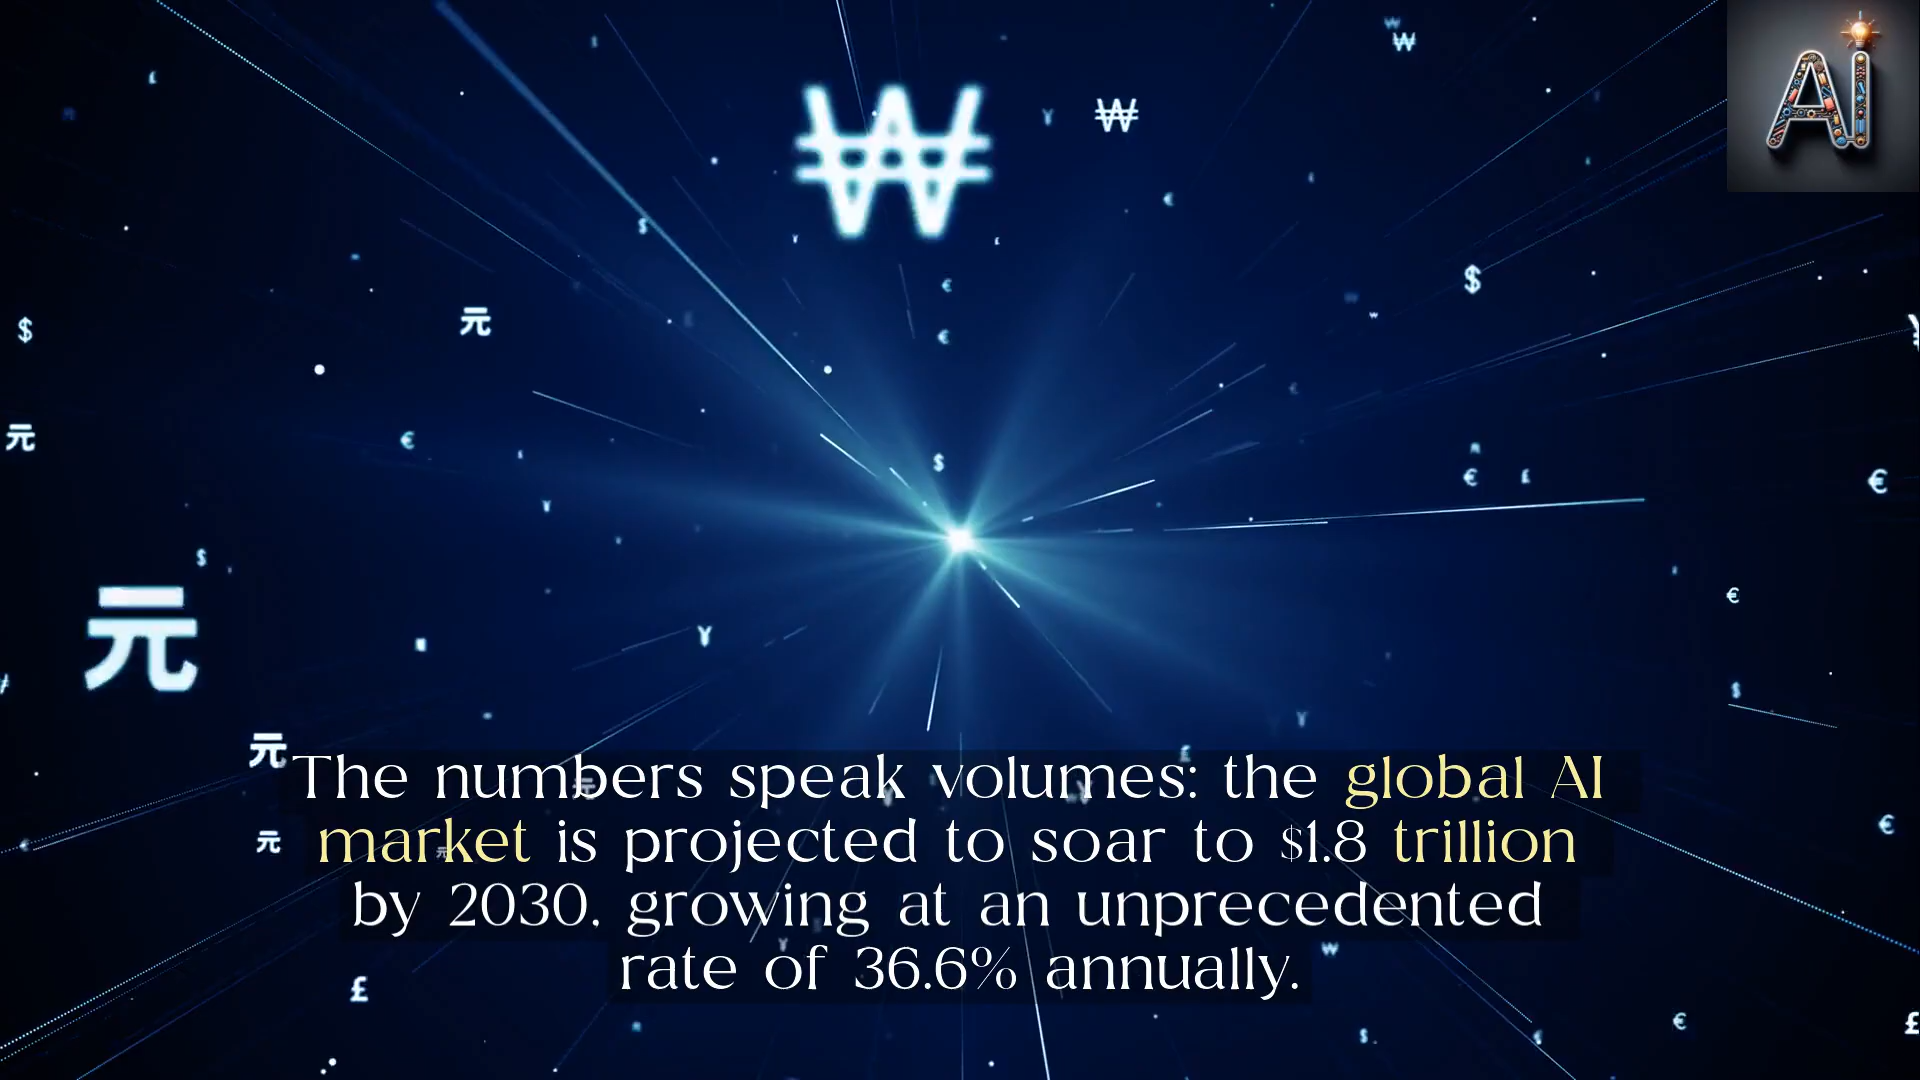 AI
The numbers speak volumes: the global AI
market is projected to soar to $1.8 trillion
by 2030, growing at an unprecedented
rate of 36.6% annually.